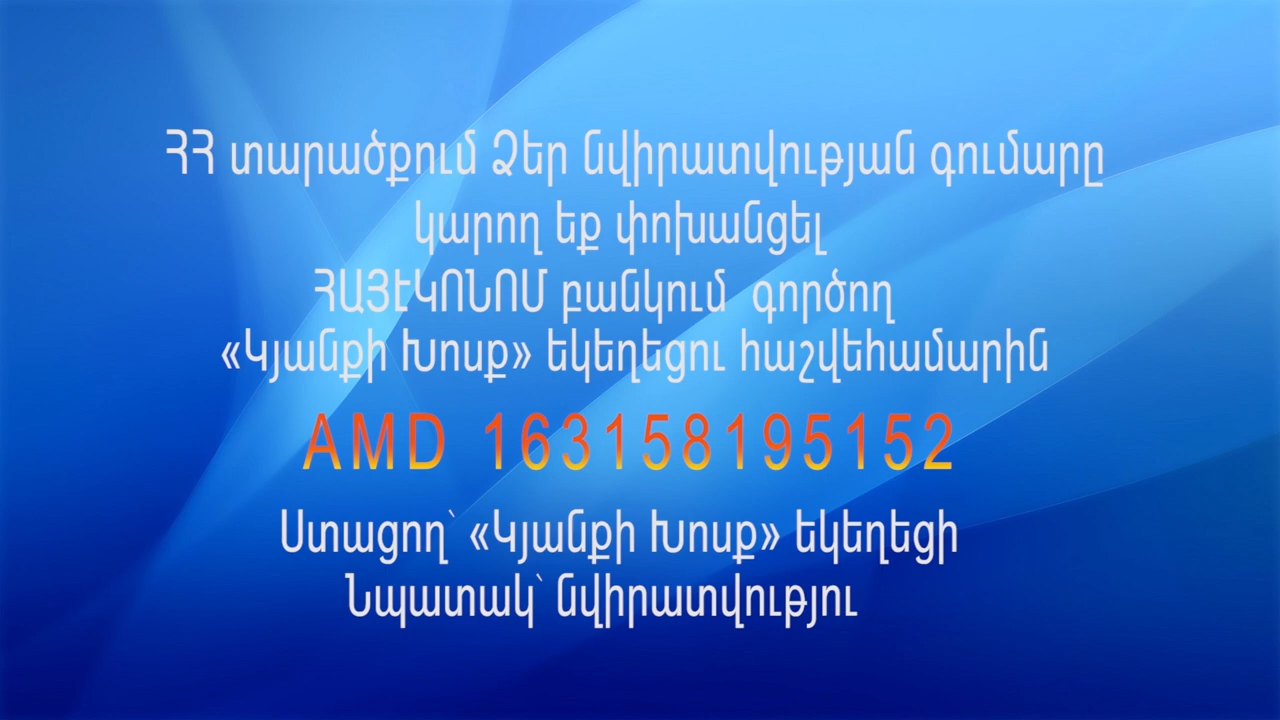 ՀՀ տարածքում Ձեր նվիրատվության գումարը
կարող եք փոխանցել
ՀԱՅԷԿՈՆՈՄ բանկում գործող
«Կյանքի Խոսք» եկեղեցու հաշվեհամարին
AMD 163158195152
Ստացող՝ «Կյանքի Խոսք» եկեղեցի
Նպատակ՝ նվիրատվությու